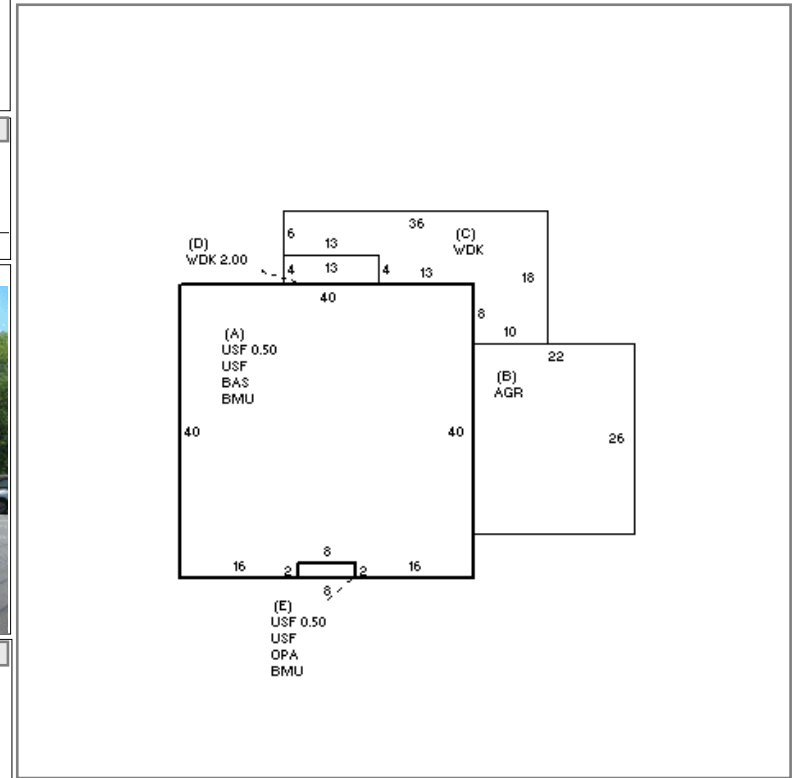 36
6
(C)
WDK
(D)
WDK 2.00
13
4
13
4
13
18
40
8
10
(A)
USF 0.50
USF
BAS
BMU
22
(B)
AGR
40
40
26
8
16
2
2
16
8
(E)
USF 0.50
USF
OPA
BMU